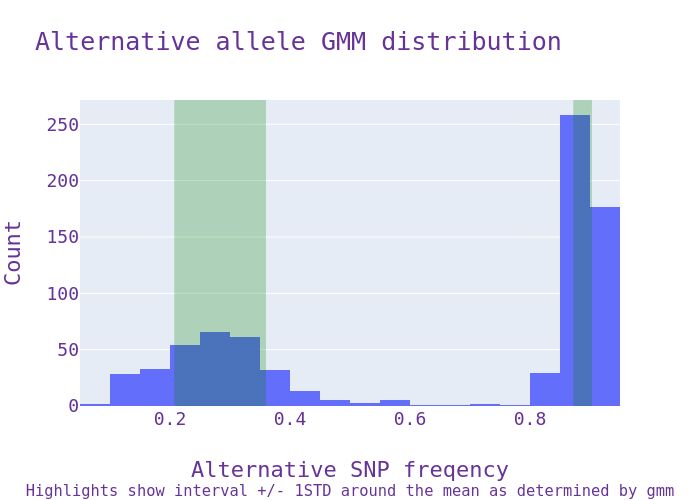 Alternative allele GMM distribution
250
200
150
100
50
0
Count
0.2 0.4 0.6 0.8
Alternative SNP freqency
Highlights show interval +/- 1STD around the mean as determined by gmm